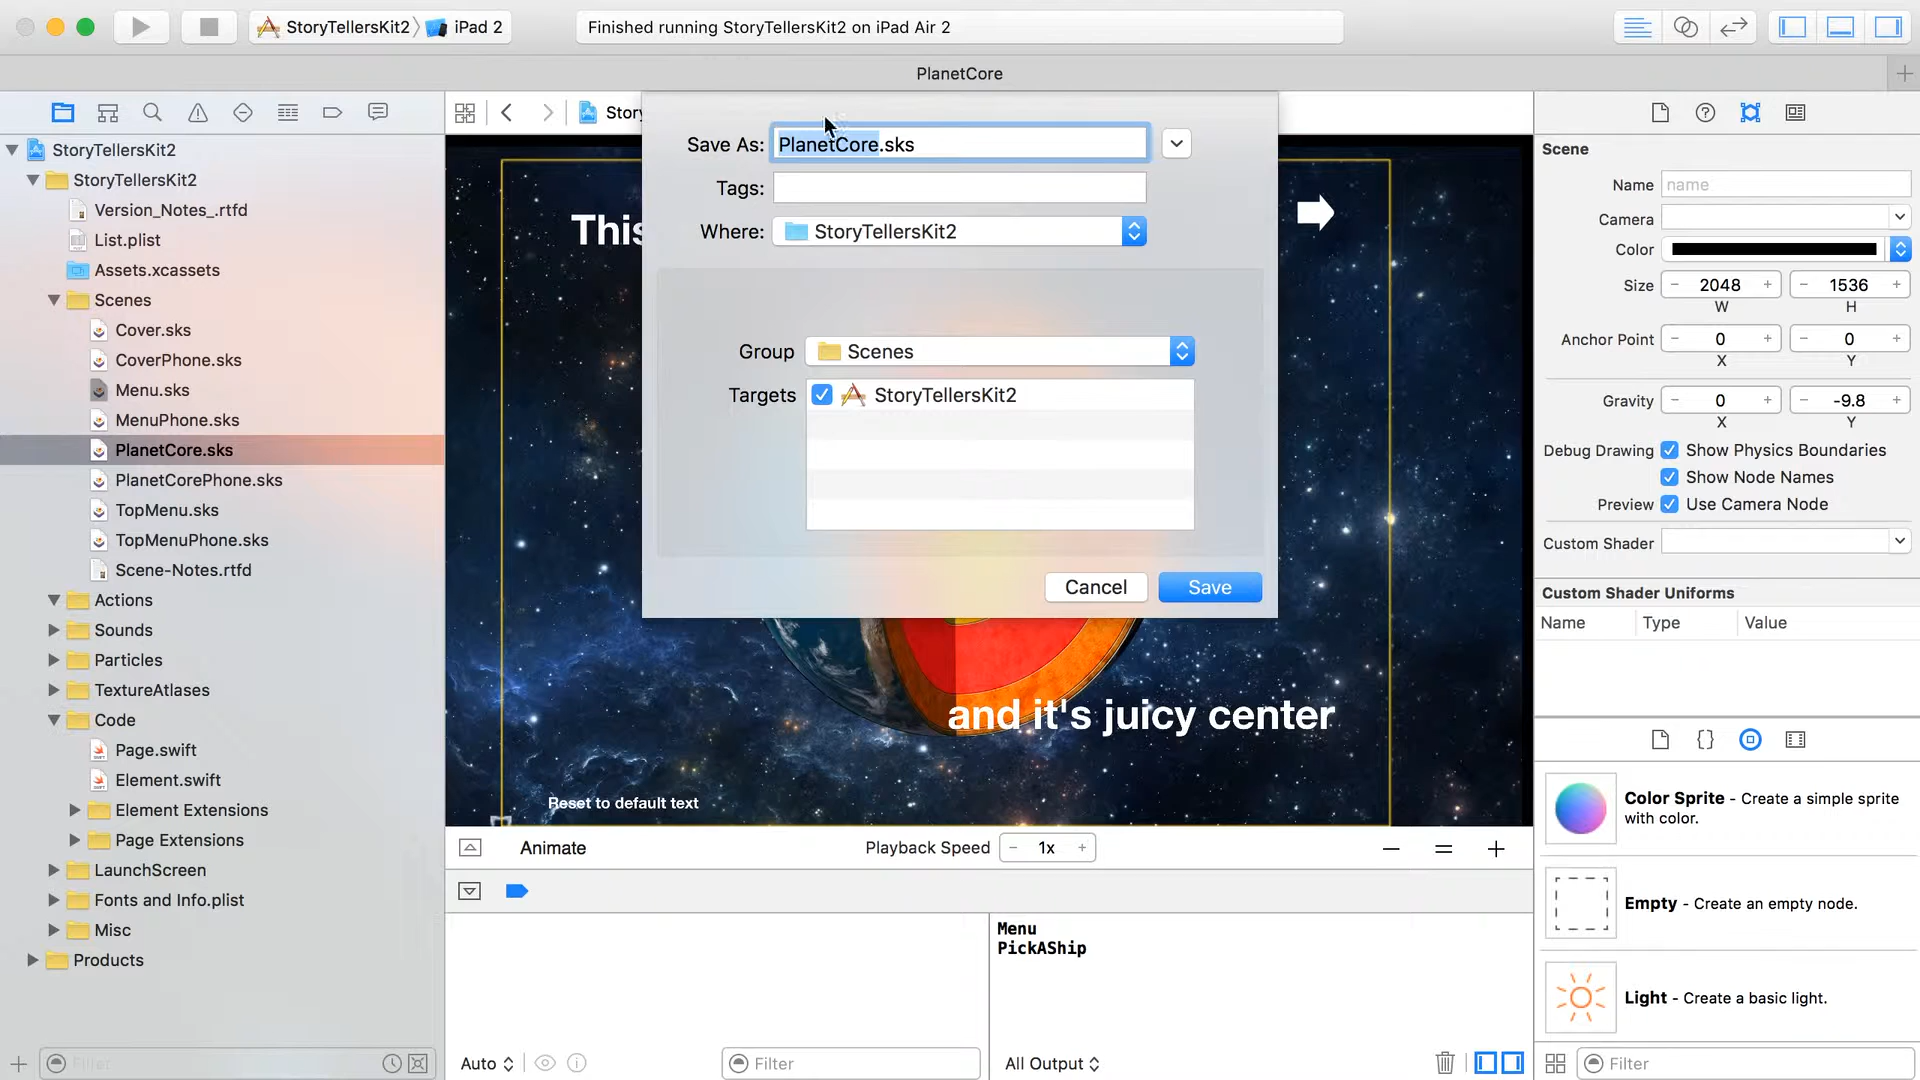 StoryTellersKit2 iPad 2
Finished running StoryTellersKit2 on iPad Air 2
PlanetCore
Story
StoryTellersKit2
StoryTellersKit2
Version_Notes_.rtfd
List.plist
Assets.xcassets
Scenes
Cover.sks
CoverPhone.sks
Menu.sks
MenuPhone.sks
PlanetCore.sks
PlanetCorePhone.sks
TopMenu.sks
TopMenuPhone.sks
Scene-Notes.rtfd
Actions
Sounds
Particles
TextureAtlases
Code
Page.swift
Element.swift
Element Extensions
Page Extensions
LaunchScreen
Fonts and Info.plist
Misc
Products
Filter
Save As: PlanetCore.sks
Tags:
Where: StoryTellersKit2
Group Scenes
Targets StoryTellersKit2
Cancel Save
This
and it's juicy center
Reset to default text
Animate Playback Speed - 1x +
Menu
PickAShip
Auto Filter All Output
Scene
Name name
Camera
Color
Size - 2048 + - 1536 +
W H
Anchor Point - 0 + - 0 +
X Y
Gravity - 0 + - -9.8 +
X Y
Debug Drawing Show Physics Boundaries
Show Node Names
Preview Use Camera Node
Custom Shader
Custom Shader Uniforms
Name Type Value
Color Sprite - Create a simple sprite
with color.
Empty - Create an empty node.
Light - Create a basic light.
Filter